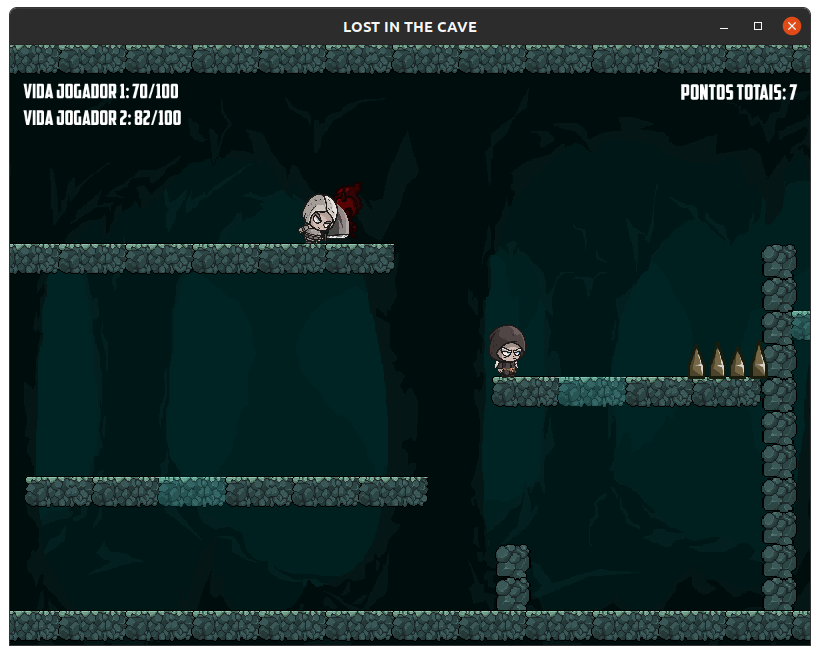 LOST IN THE CAVE
VIDA JOGADOR 1: 70/100
PONTOS TOTAIS: 7
VIDA JOGADOR 2: 82/100